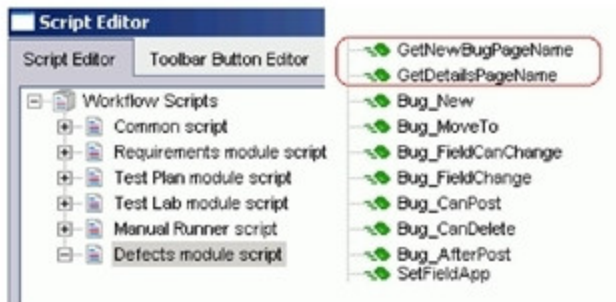 Script Editor
Script Editor
Toolbar Button Editor
Workflow Scripts
Common script
Requirements module script
Test Plan module script
Test Lab module script
Manual Runner script
Defects module script
GetNewBugPageName
GetDetailsPageName
Bug_New
Bug_MoveTo
Bug_FieldCanChange
Bug_FieldChange
Bug_CanPost
Bug_CanDelete
Bug_AfterPost
SetFieldApp